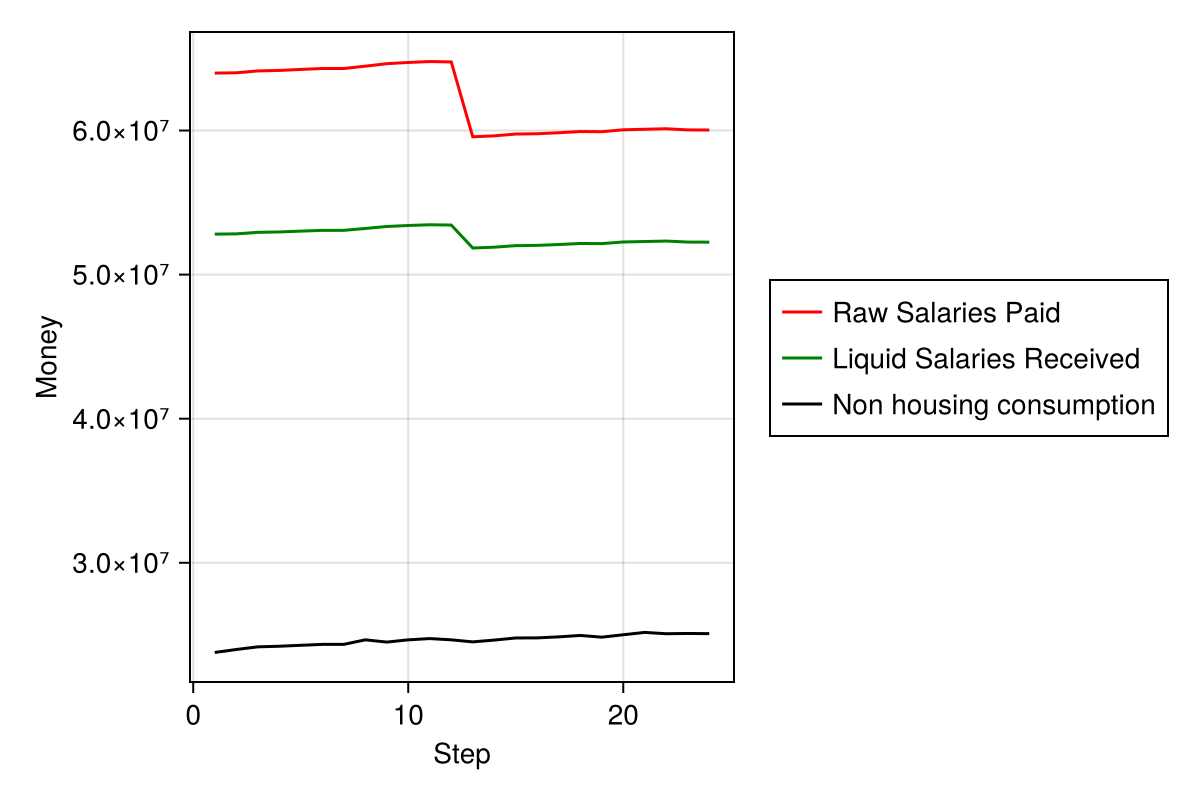 6.0×10⁷
5.0×10⁷
4.0×10⁷
3.0×10⁷
Money
0 10 20
Step
Raw Salaries Paid
Liquid Salaries Received
Non housing consumption